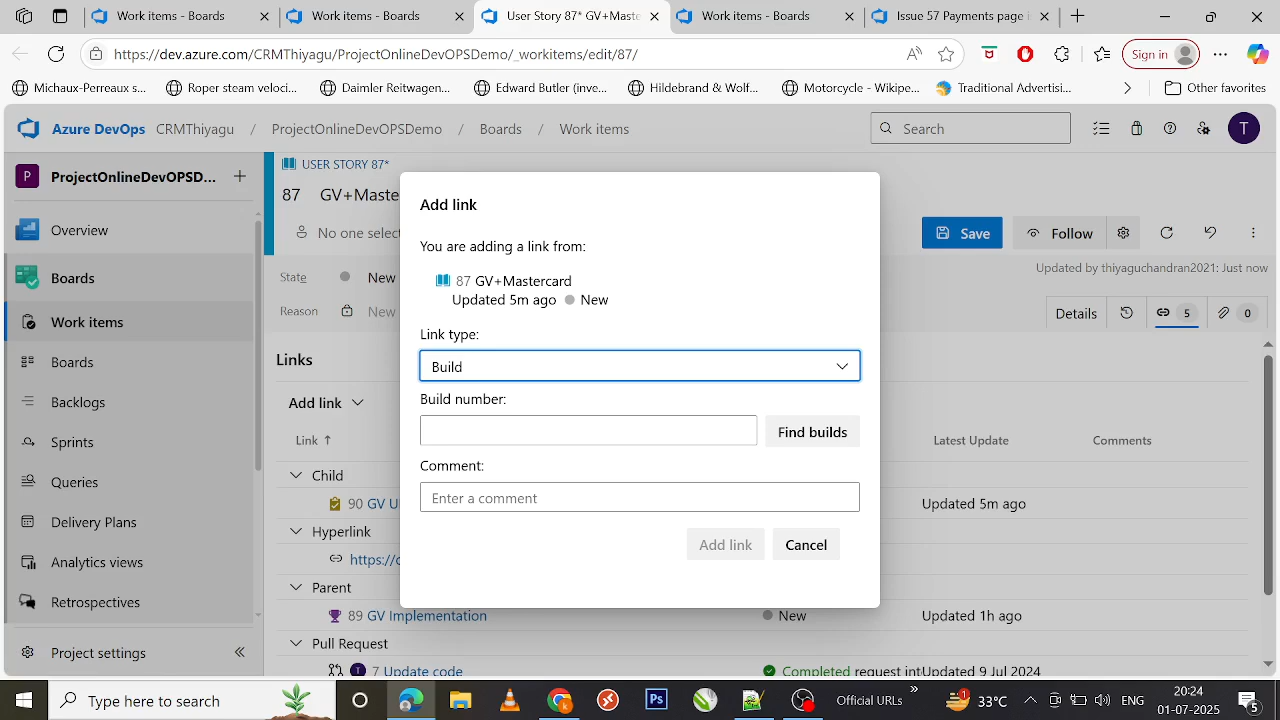 Work items - Boards
Work items - Boards
User Story 87* GV+Maste
Work items - Boards
Issue 57 Payments page i
https://dev.azure.com/CRMThiyagu/ProjectOnlineDevOPSDemo/_workitems/edit/87/
Sign in
Michaux-Perreaux s...
Roper steam veloci...
Daimler Reitwagen...
Edward Butler (inve...
Hildebrand & Wolf...
Motorcycle - Wikipe...
Traditional Advertisi...
Other favorites
Azure DevOps CRMThiyagu / ProjectOnlineDevOPSDemo / Boards / Work items
Search
T
P ProjectOnlineDevOPSD...
Overview
Boards
Work items
Boards
Backlogs
Sprints
Queries
Delivery Plans
Analytics views
Retrospectives
Project settings
USER STORY 87*
87 GV+Maste
No one select
Save
Follow
State New
Updated by thiyaguchandran2021: Just now
Reason New
Details
5
0
Links
Add link
Link
Latest Update
Comments
Child
90 GV U
Updated 5m ago
Hyperlink
https://c
Parent
89 GV Implementation
New
Updated 1h ago
Pull Request
T 7 Update code
Completed request intUpdated 9 Jul 2024
Add link
You are adding a link from:
87 GV+Mastercard
Updated 5m ago New
Link type:
Build
Build number:
Find builds
Comment:
Enter a comment
Add link
Cancel
Type here to search
Ps
Official URLs
1
33°C
ENG
20:24
01-07-2025
5